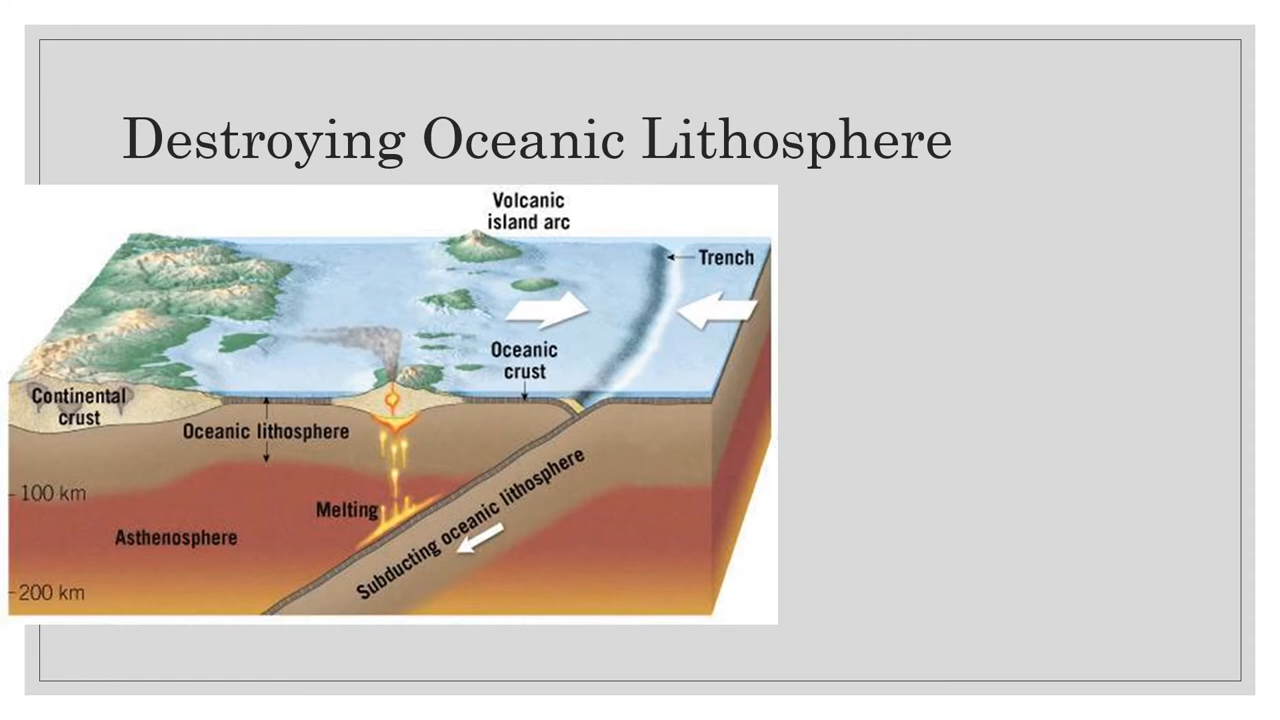 Destroying Oceanic Lithosphere
Volcanic
island arc
Trench
Oceanic
crust
Continental
crust
Oceanic lithosphere
100 km
Melting
Asthenosphere
Subducting oceanic lithosphere
200 km